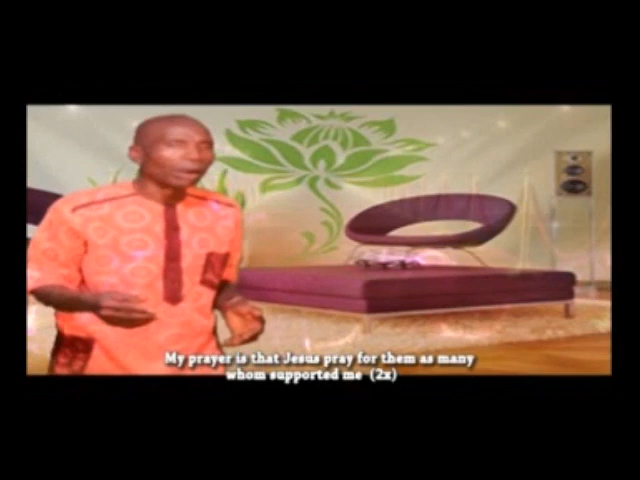 My prayer is that Jesus pray for them as many
whom supported me (2x)